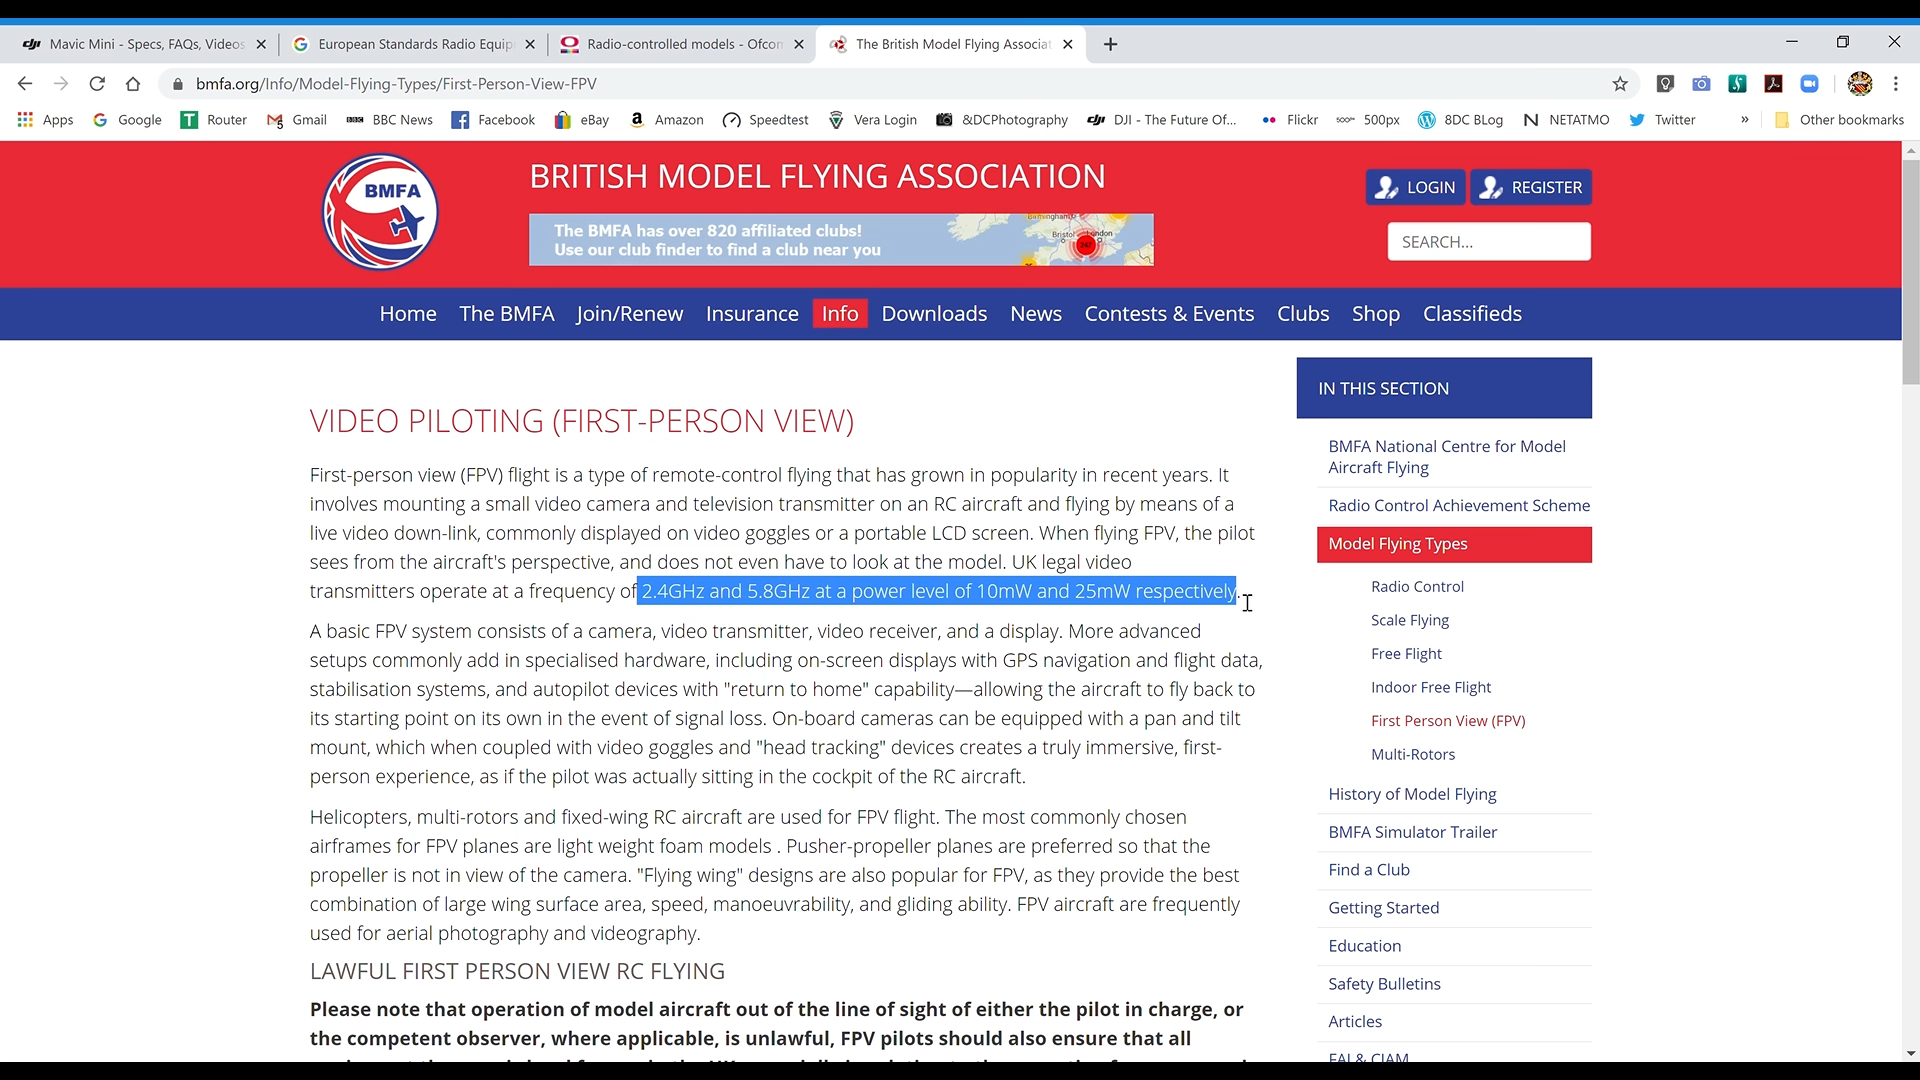 Mavic Mini - Specs, FAQs, Videos
European Standards Radio Equip
Radio-controlled models - Ofcom
The British Model Flying Associat
bmfa.org/Info/Model-Flying-Types/First-Person-View-FPV
Apps Google Router Gmail BBC News Facebook eBay Amazon Speedtest Vera Login &DCPhotography DJI - The Future Of... Flickr 500px 8DC BLog NETATMO Twitter » Other bookmarks
BMFA
BRITISH MODEL FLYING ASSOCIATION
LOGIN REGISTER
The BMFA has over 820 affiliated clubs!
Use our club finder to find a club near you
Birmingham
Bristol London
SEARCH...
Home The BMFA Join/Renew Insurance Info Downloads News Contests & Events Clubs Shop Classifieds
VIDEO PILOTING (FIRST-PERSON VIEW)
First-person view (FPV) flight is a type of remote-control flying that has grown in popularity in recent years. It
involves mounting a small video camera and television transmitter on an RC aircraft and flying by means of a
live video down-link, commonly displayed on video goggles or a portable LCD screen. When flying FPV, the pilot
sees from the aircraft's perspective, and does not even have to look at the model. UK legal video
transmitters operate at a frequency of 2.4GHz and 5.8GHz at a power level of 10mW and 25mW respectively.
A basic FPV system consists of a camera, video transmitter, video receiver, and a display. More advanced
setups commonly add in specialised hardware, including on-screen displays with GPS navigation and flight data,
stabilisation systems, and autopilot devices with "return to home" capability—allowing the aircraft to fly back to
its starting point on its own in the event of signal loss. On-board cameras can be equipped with a pan and tilt
mount, which when coupled with video goggles and "head tracking" devices creates a truly immersive, first-
person experience, as if the pilot was actually sitting in the cockpit of the RC aircraft.
Helicopters, multi-rotors and fixed-wing RC aircraft are used for FPV flight. The most commonly chosen
airframes for FPV planes are light weight foam models . Pusher-propeller planes are preferred so that the
propeller is not in view of the camera. "Flying wing" designs are also popular for FPV, as they provide the best
combination of large wing surface area, speed, manoeuvrability, and gliding ability. FPV aircraft are frequently
used for aerial photography and videography.
LAWFUL FIRST PERSON VIEW RC FLYING
Please note that operation of model aircraft out of the line of sight of either the pilot in charge, or
the competent observer, where applicable, is unlawful, FPV pilots should also ensure that all
IN THIS SECTION
BMFA National Centre for Model
Aircraft Flying
Radio Control Achievement Scheme
Model Flying Types
Radio Control
Scale Flying
Free Flight
Indoor Free Flight
First Person View (FPV)
Multi-Rotors
History of Model Flying
BMFA Simulator Trailer
Find a Club
Getting Started
Education
Safety Bulletins
Articles
FAI & CIAM